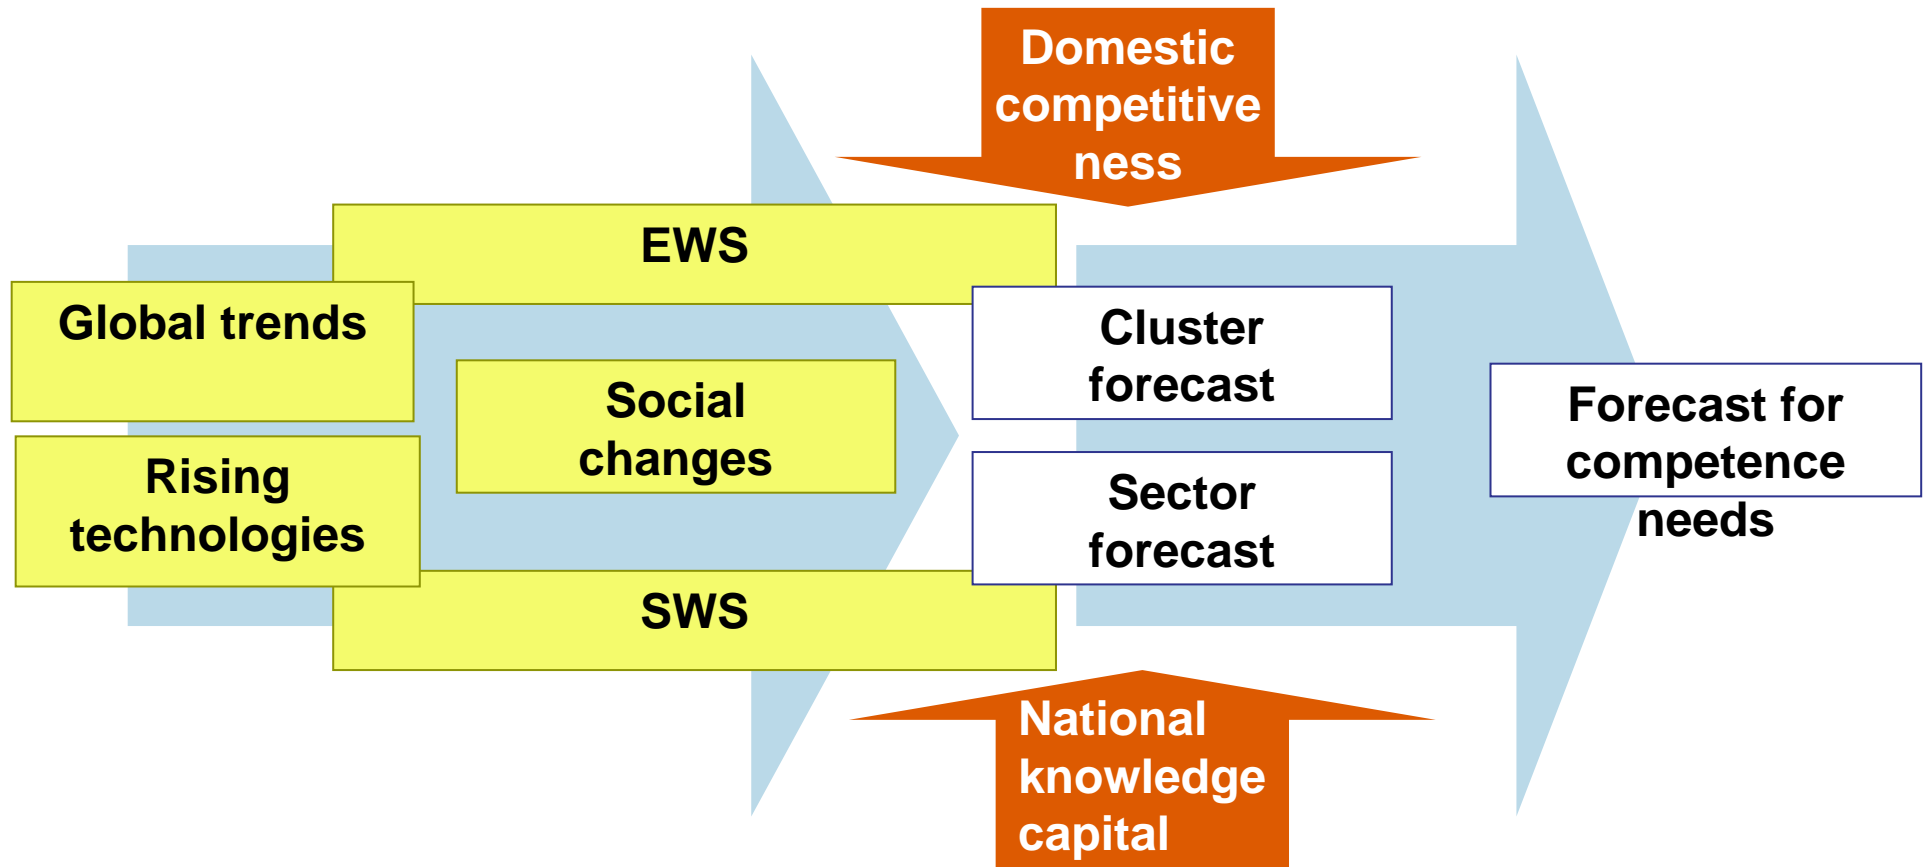 Domestic
competitive
ness
EWS
Global trends
Social
changes
Rising
technologies
SWS
Cluster
forecast
Sector
forecast
Forecast for
competence
needs
National
knowledge
capital